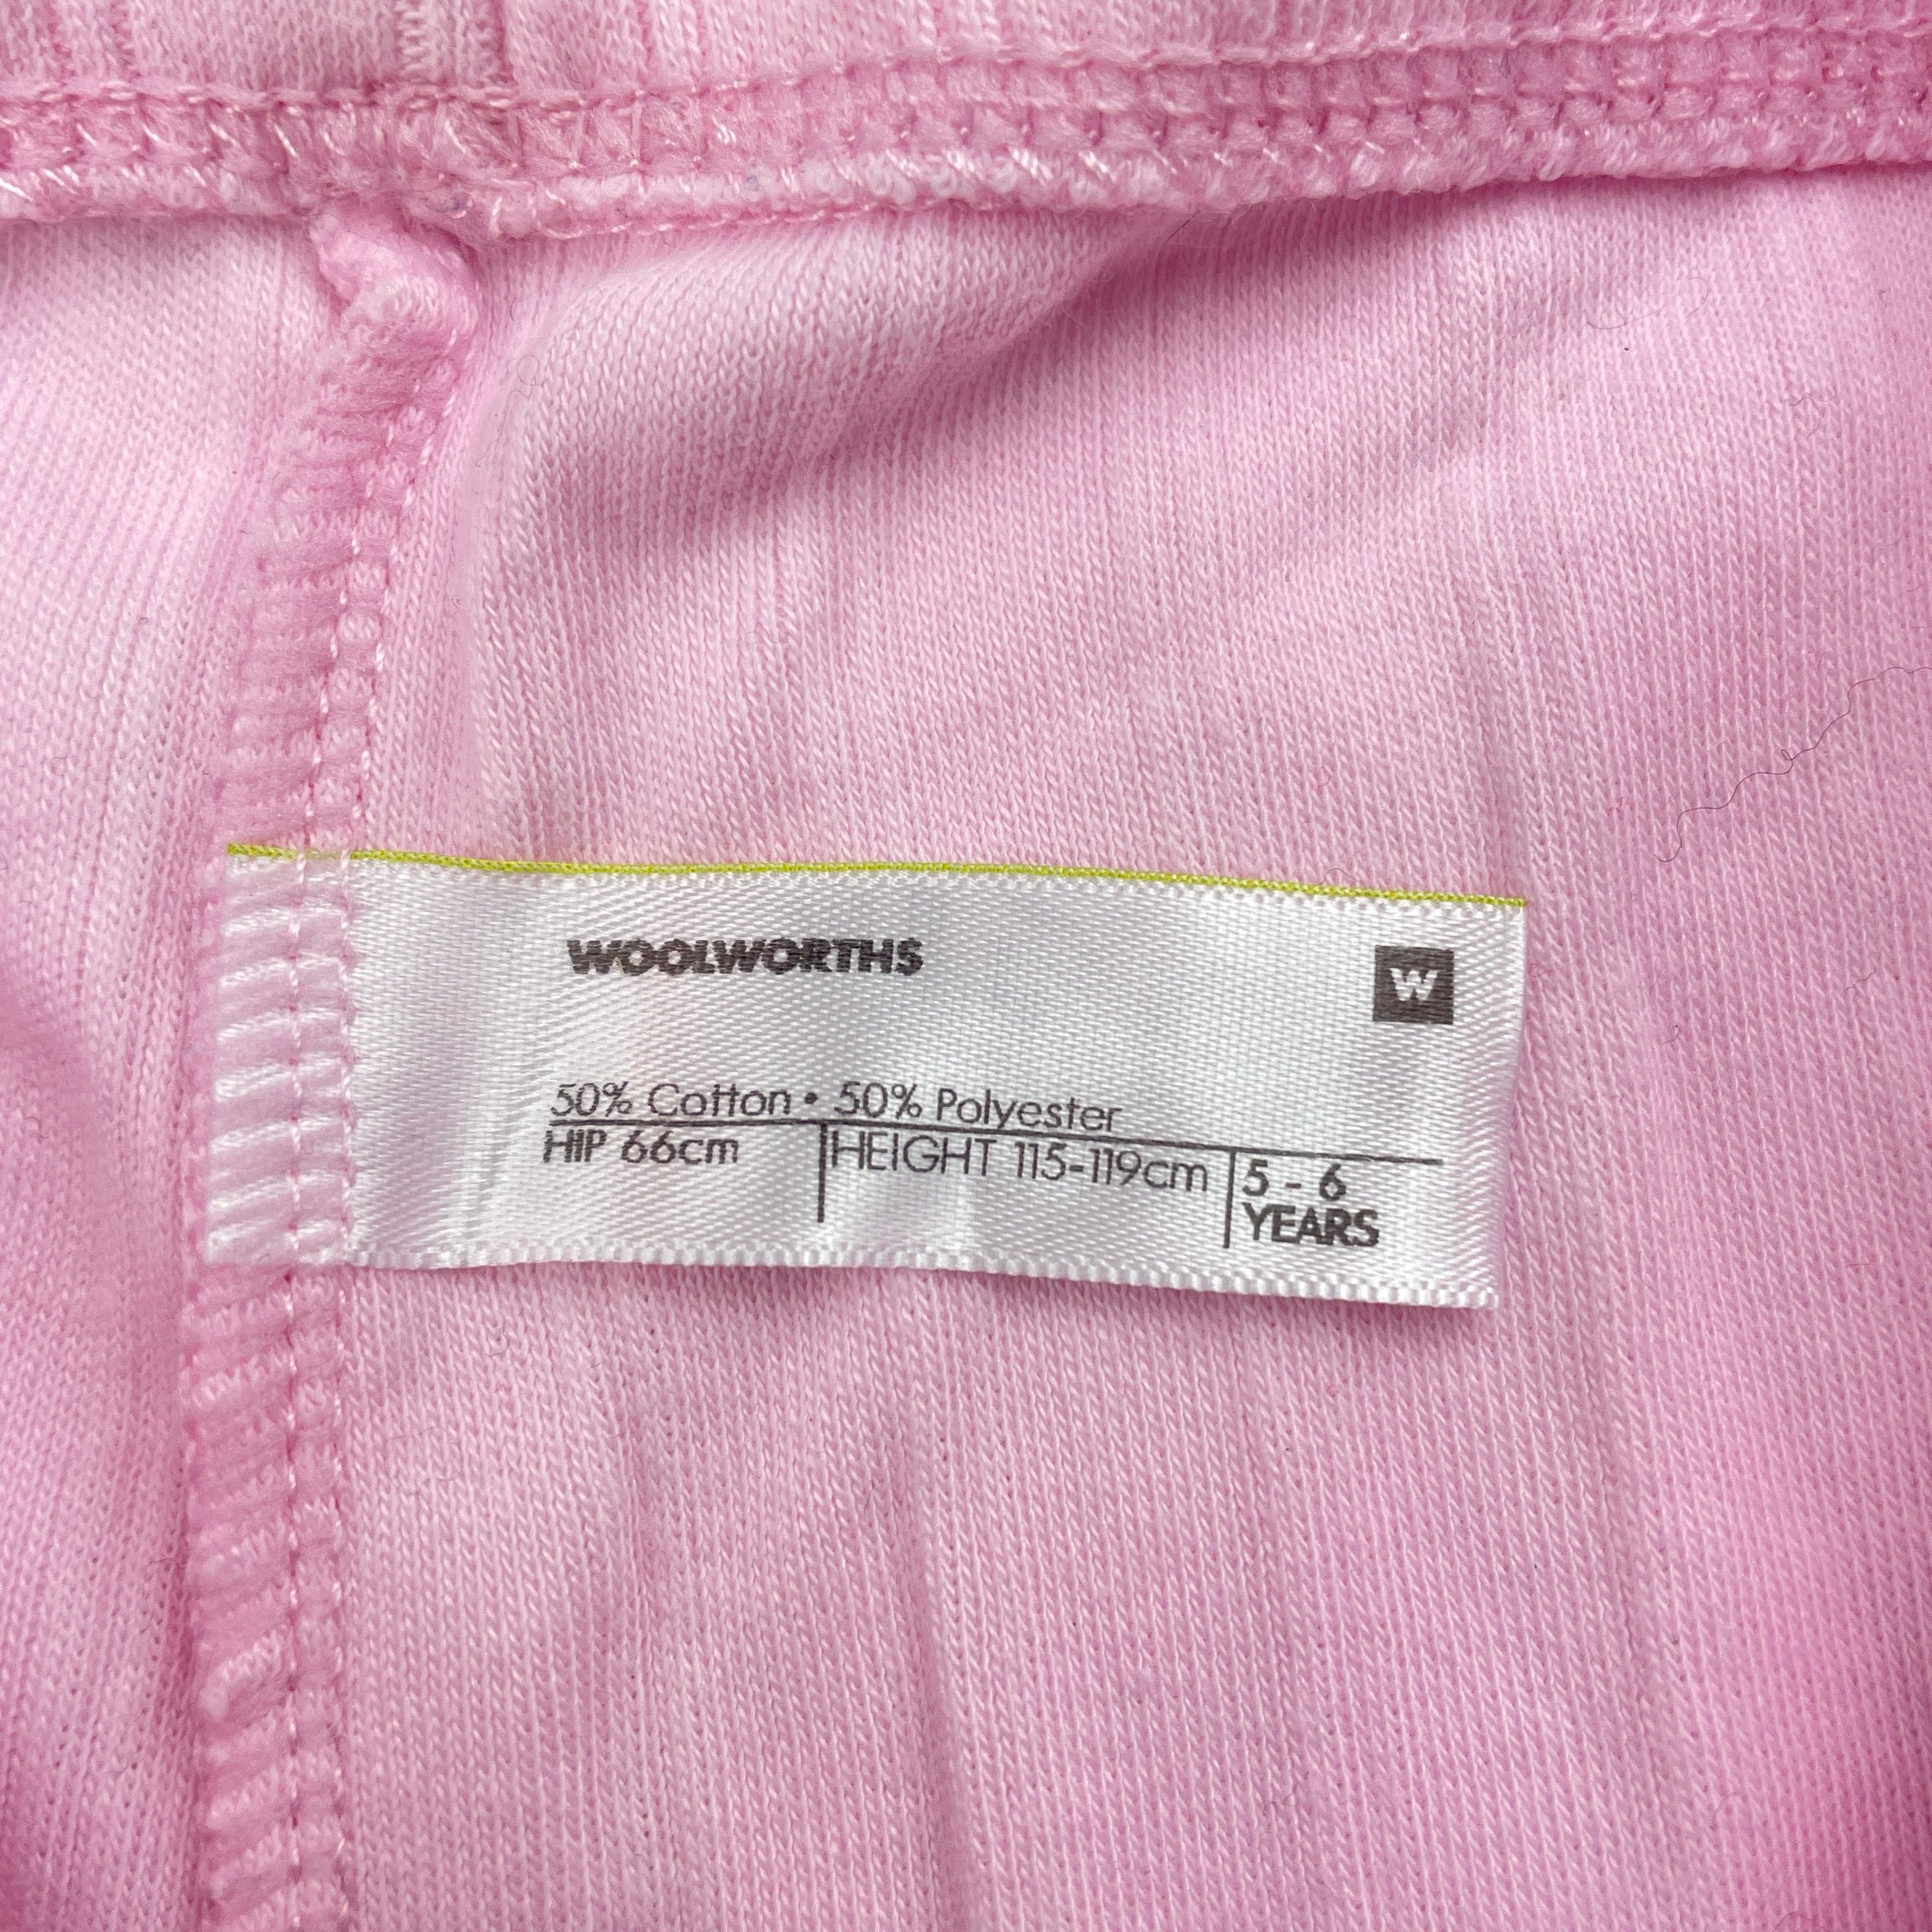 WOOLWORTHS
W
50% Cotton • 50% Polyester
HIP 66cm HEIGHT 115-119cm 5 - 6
YEARS